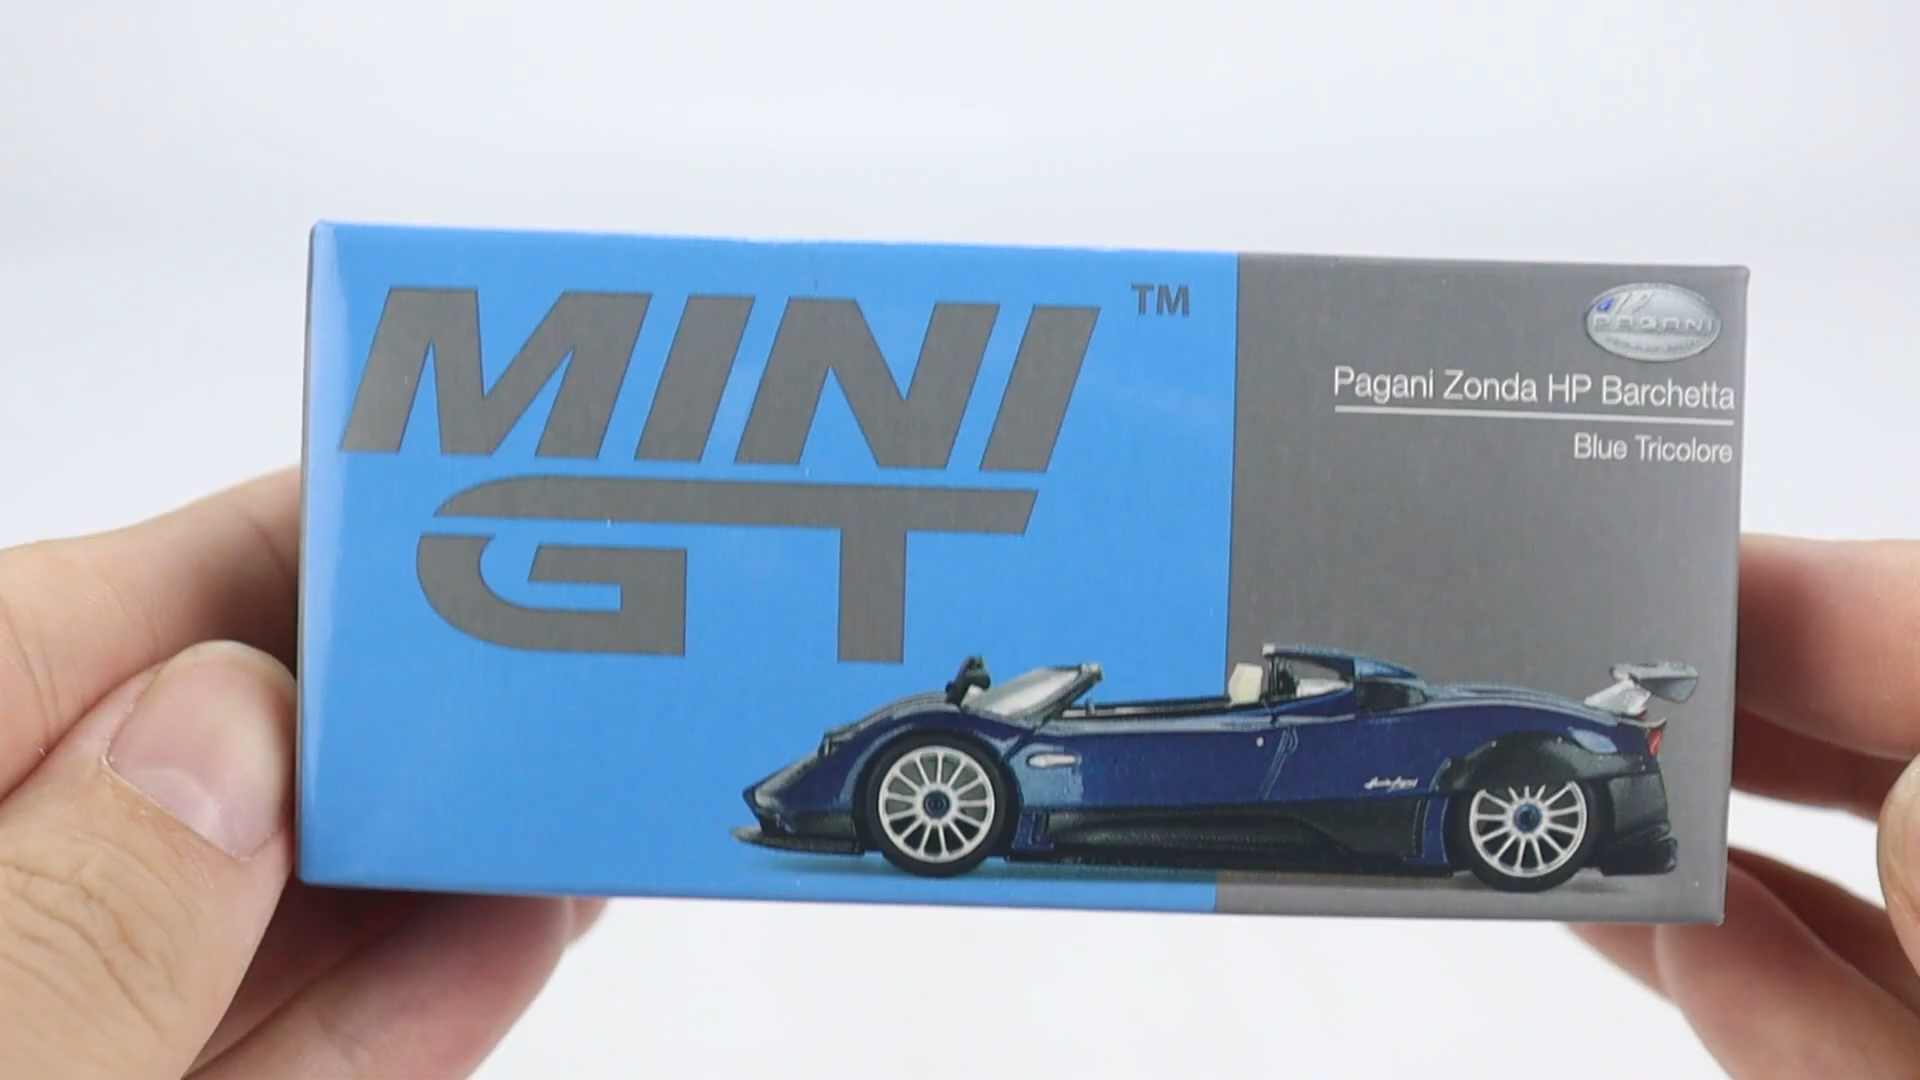 MINI
GT
TM
PAGANI
Pagani Zonda HP Barchetta
Blue Tricolore